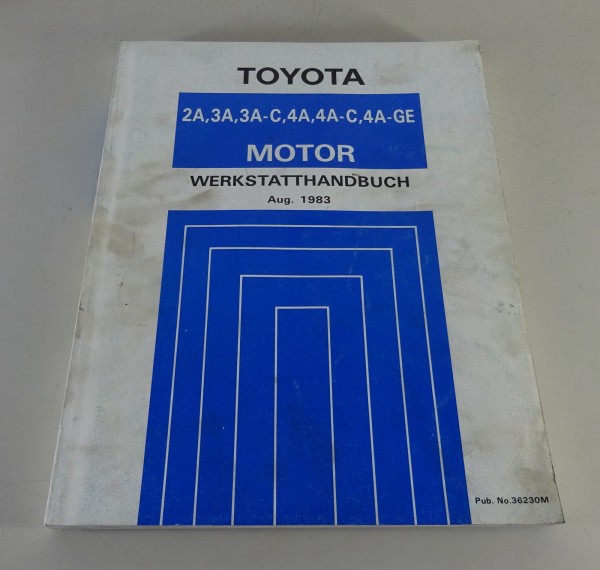 TOYOTA
2A,3A,3A-C,4A,4A-C,4A-GE
MOTOR
WERKSTATTHANDBUCH
Aug. 1983
Pub. No.36230M